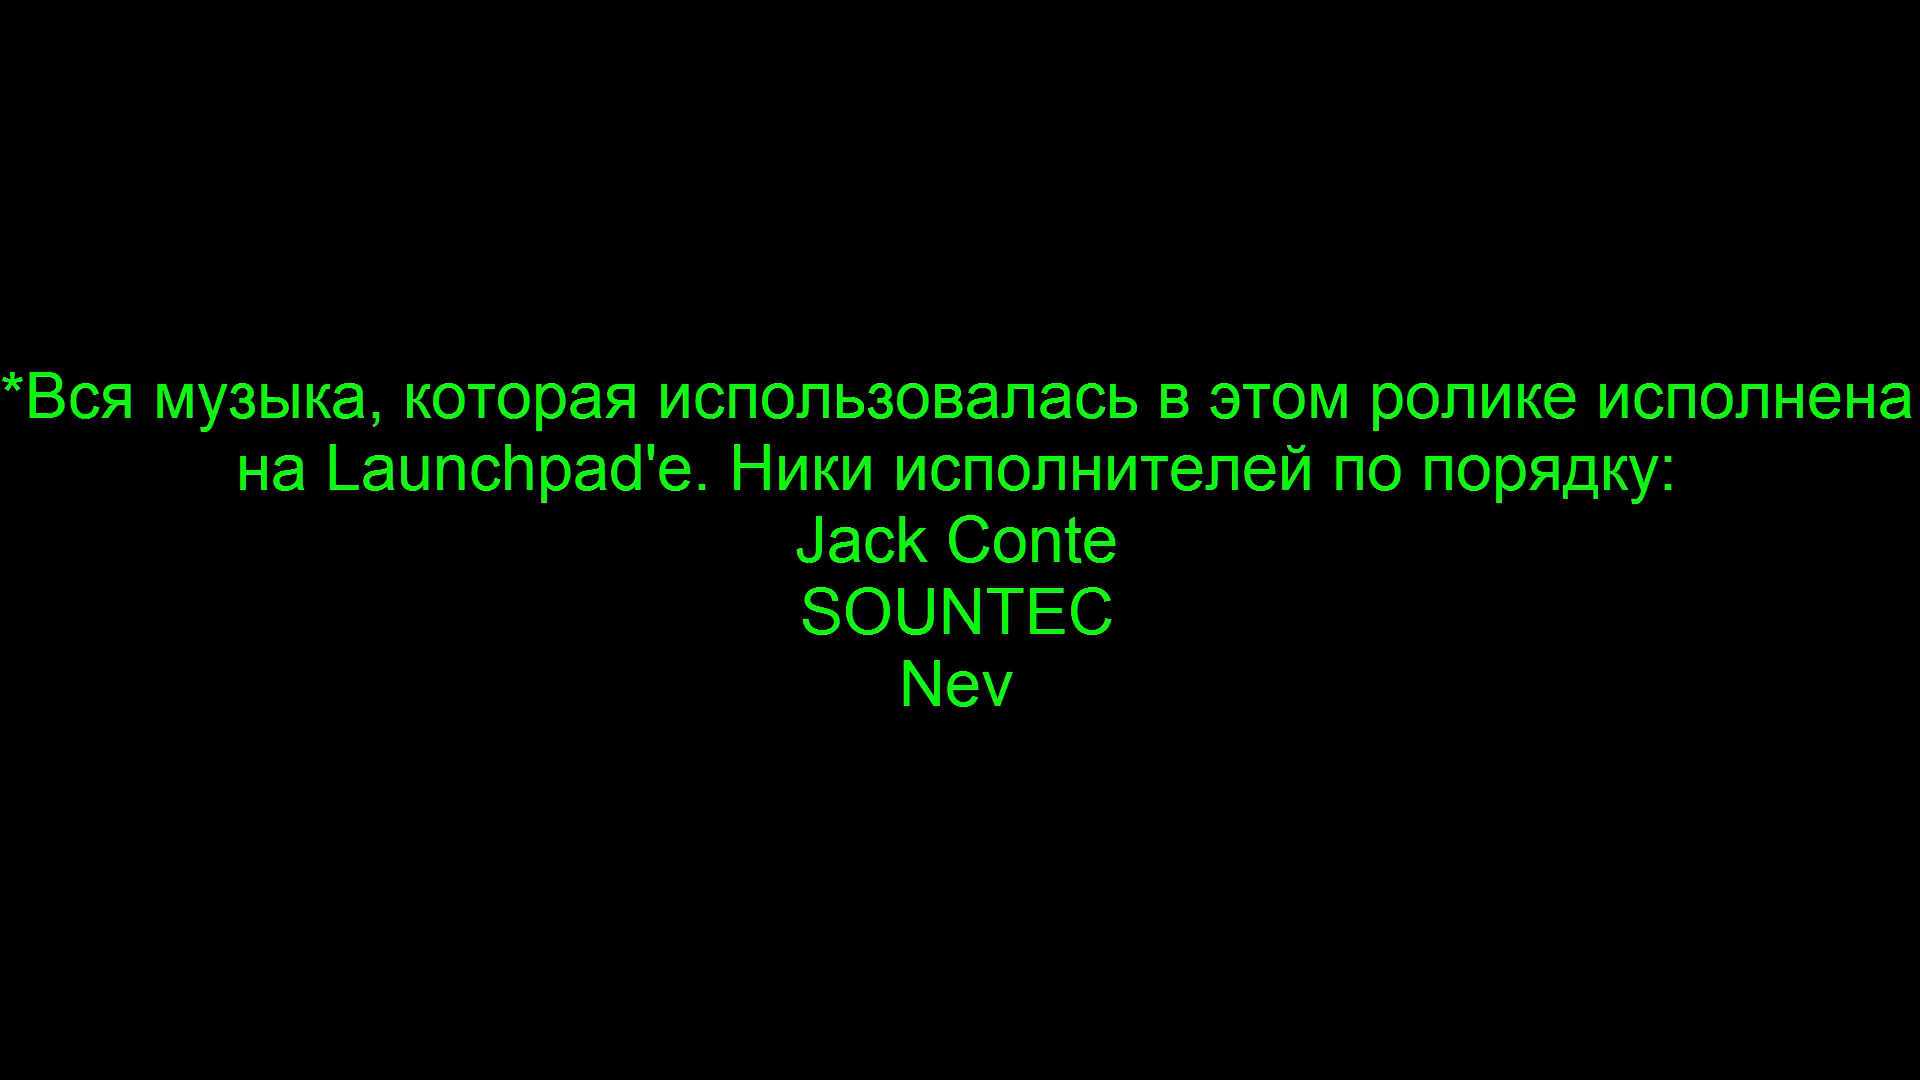 *Вся музыка, которая использовалась в этом ролике исполнена
на Launchpad'е. Ники исполнителей по порядку:
Jack Conte
SOUNTEC
Nev